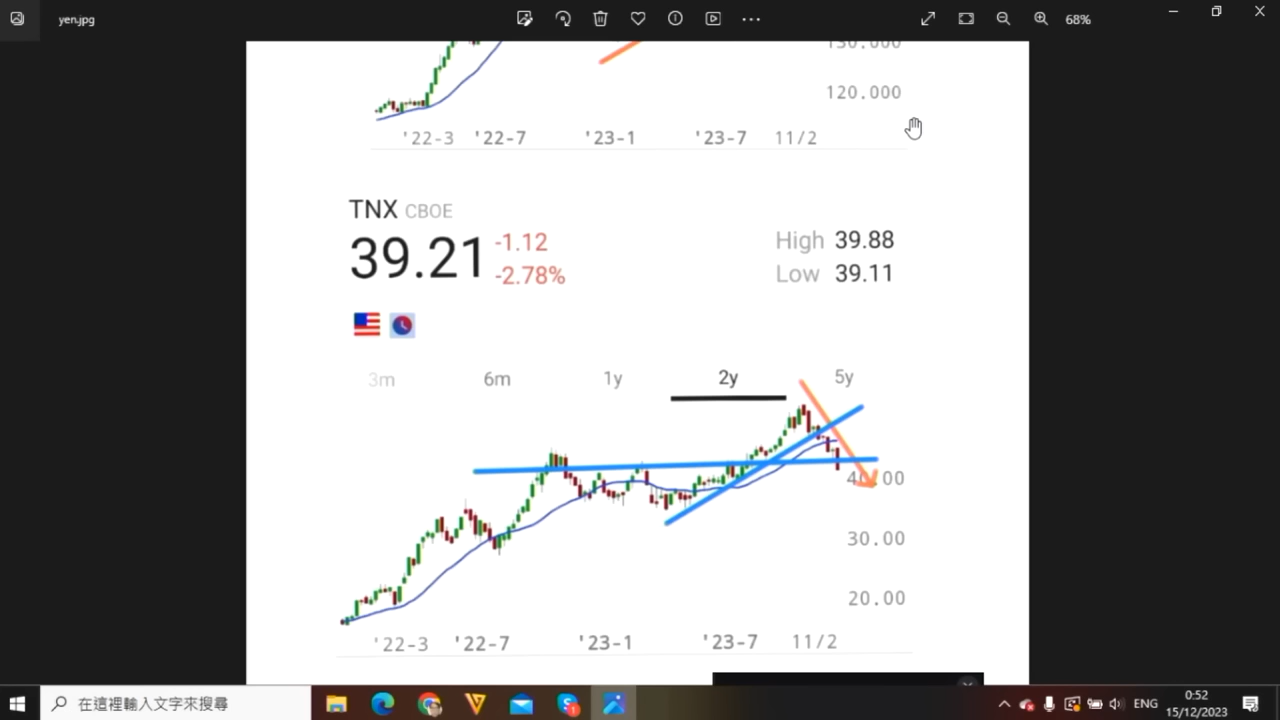 yen.jpg
68%
130.000
120.000
'22-3 '22-7 '23-1 '23-7 11/2
TNX CBOE
39.21 -1.12
-2.78%
High 39.88
Low 39.11
3m 6m 1y 2y 5y
40.00
30.00
20.00
'22-3 '22-7 '23-1 '23-7 11/2
在這裡輸入文字來搜尋
ENG
0:52
15/12/2023